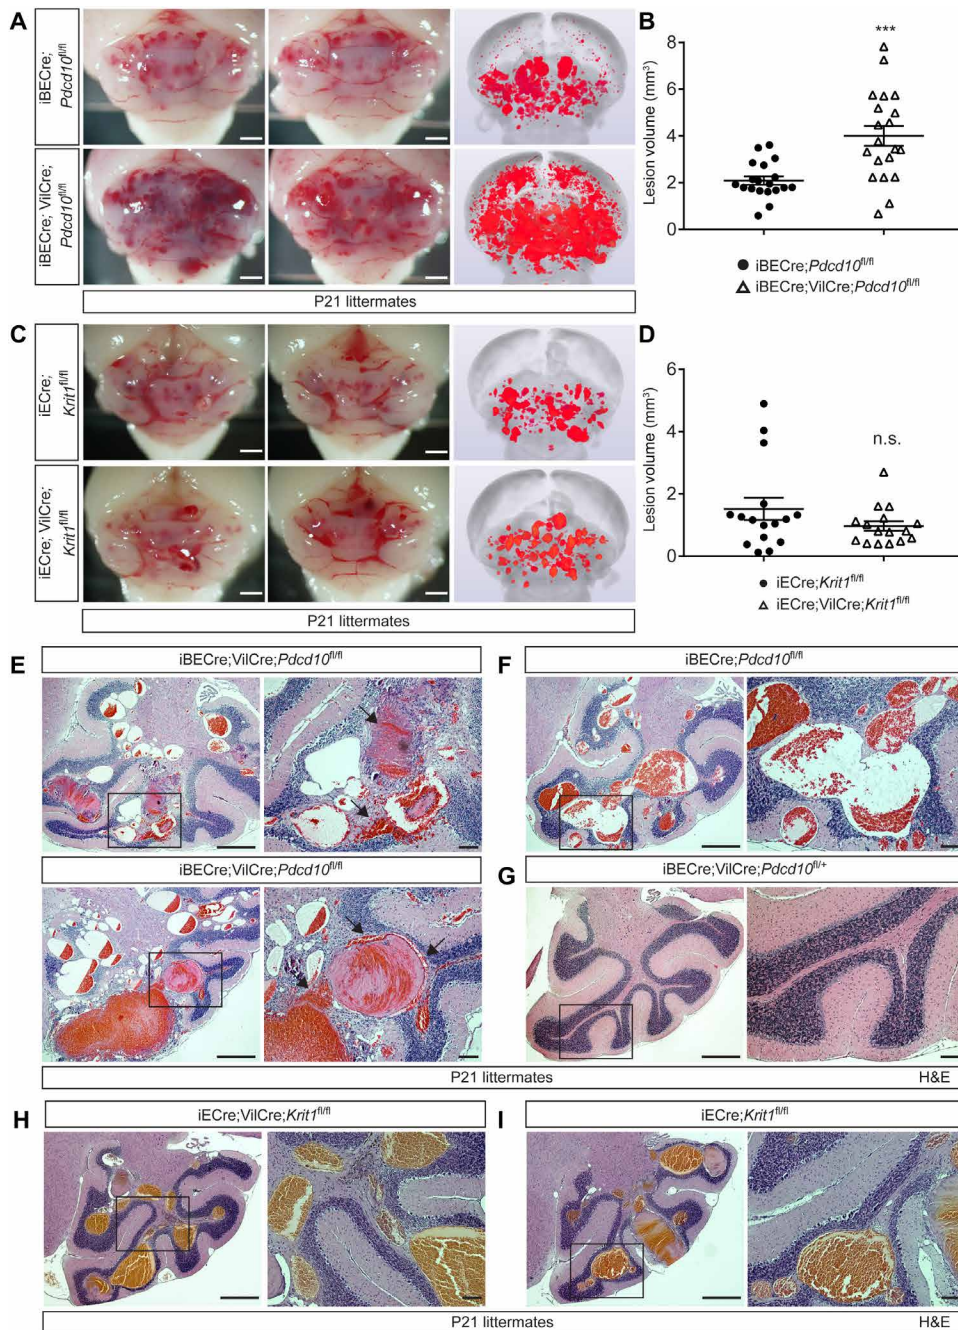 A
iBECre;
Pdcd10fl/fl
iBECre; VilCre;
Pdcd10fl/fl
P21 littermates
B
Lesion volume (mm³)
8
6
4
2
0
***
iBECre;Pdcd10fl/fl
iBECre;VilCre;Pdcd10fl/fl
C
iECre;
Krit1fl/fl
iECre; VilCre;
Krit1fl/fl
P21 littermates
D
Lesion volume (mm³)
6
4
2
0
n.s.
iECre;Krit1fl/fl
iECre;VilCre;Krit1fl/fl
E
iBECre;VilCre;Pdcd10fl/fl
iBECre;VilCre;Pdcd10fl/fl
F
iBECre;Pdcd10fl/fl
G
iBECre;VilCre;Pdcd10fl/+
P21 littermates
H&E
H
iECre;VilCre;Krit1fl/fl
I
iECre;Krit1fl/fl
P21 littermates
H&E